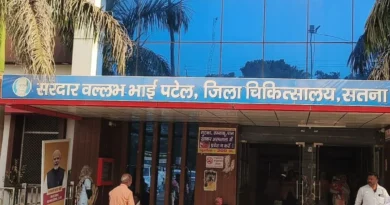 सरदार वल्लभ भाई पटेल, जिला चिकित्सालय, सतना